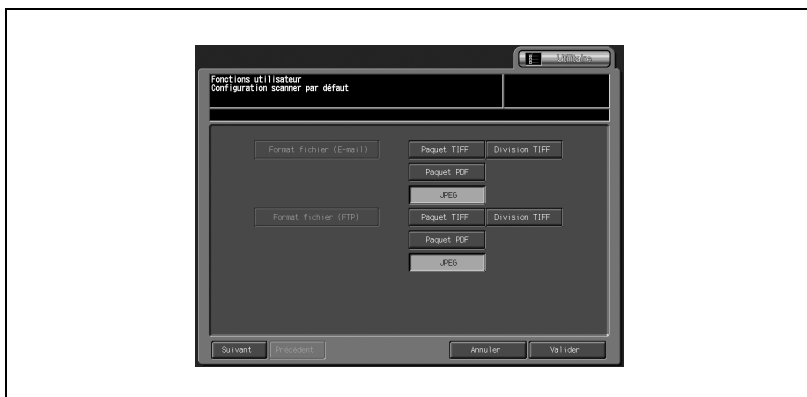 Utilitaire
Fonctions utilisateur
Configuration scanner par défaut
Format fichier (E-mail) Paquet TIFF Division TIFF
Paquet PDF
JPEG
Format fichier (FTP) Paquet TIFF Division TIFF
Paquet PDF
JPEG
Suivant Précédent Annuler Valider